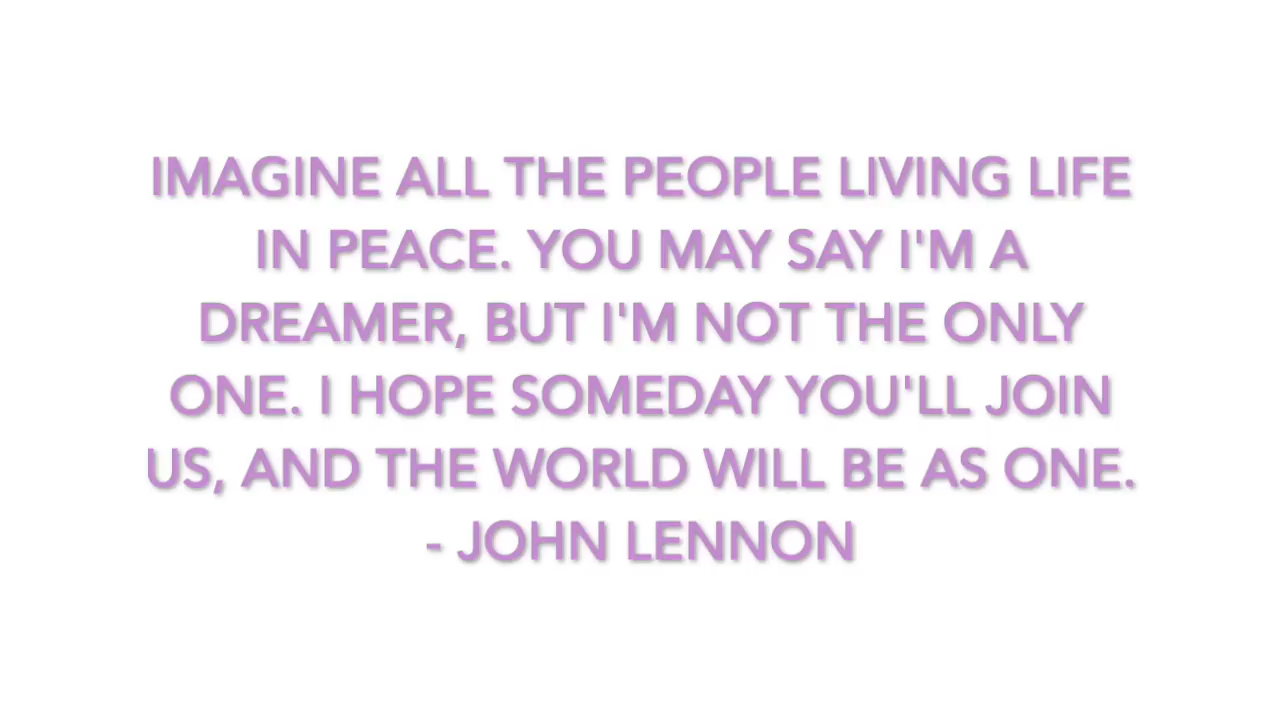 IMAGINE ALL THE PEOPLE LIVING LIFE
IN PEACE. YOU MAY SAY I'M A
DREAMER, BUT I'M NOT THE ONLY
ONE. I HOPE SOMEDAY YOU'LL JOIN
US, AND THE WORLD WILL BE AS ONE.
- JOHN LENNON